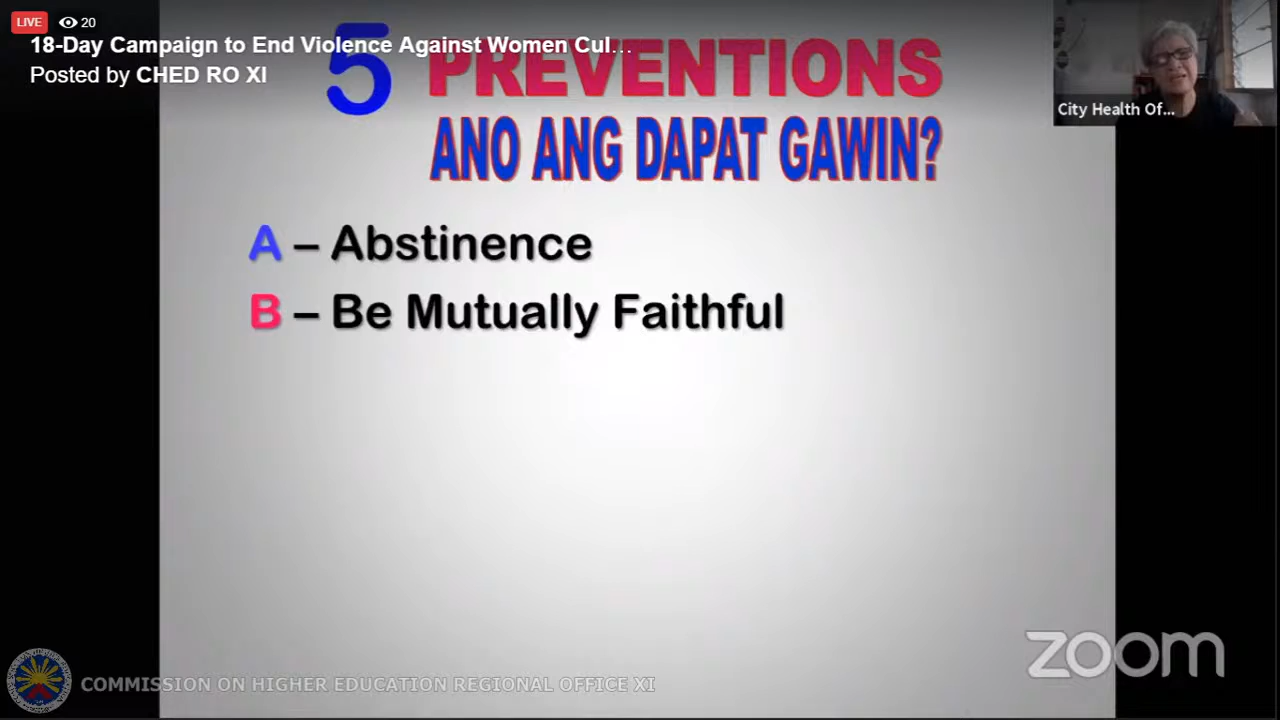 LIVE 20
18-Day Campaign to End Violence Against Women Cul...
Posted by CHED RO XI
5 PREVENTIONS
ANO ANG DAPAT GAWIN?
City Health Of...
A – Abstinence
B – Be Mutually Faithful
zoom
COMMISSION ON HIGHER EDUCATION REGIONAL OFFICE XI